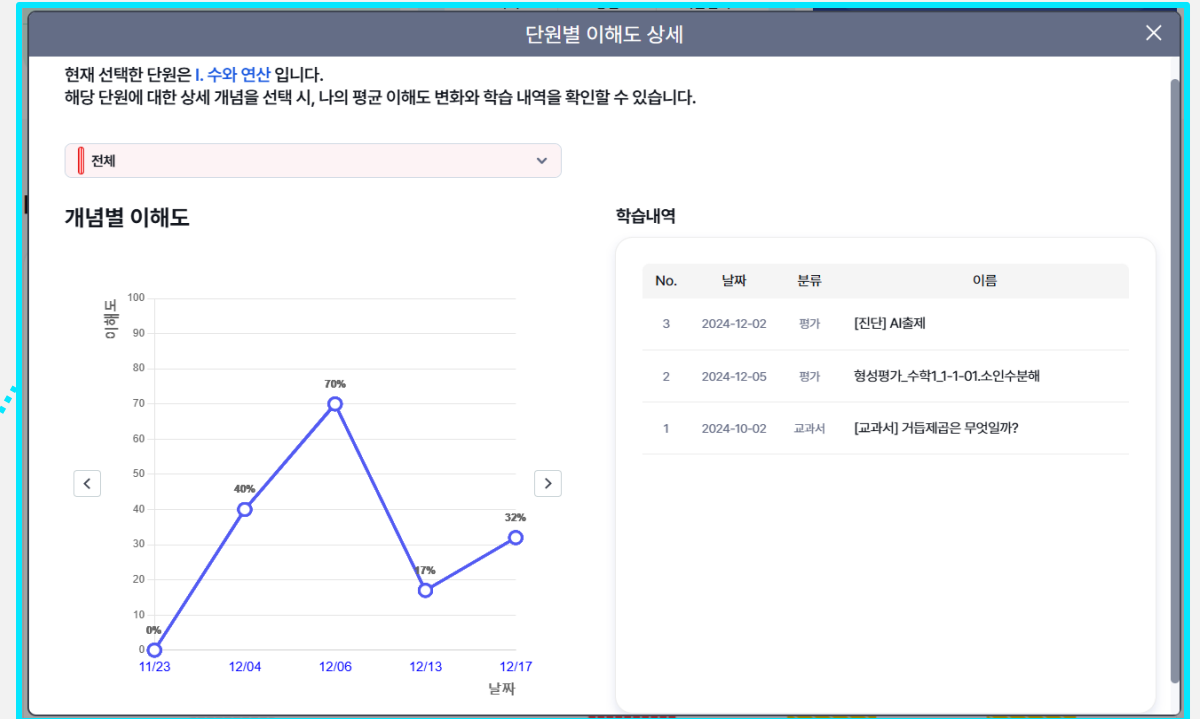 단원별 이해도 상세
현재 선택한 단원은 I. 수와 연산 입니다.
해당 단원에 대한 상세 개념을 선택 시, 나의 평균 이해도 변화와 학습 내역을 확인할 수 있습니다.
전체
개념별 이해도
이해도
100
90
80
70
60
50
40
30
20
10
0
0%
40%
70%
17%
32%
11/23 12/04 12/06 12/13 12/17
날짜
학습내역
No. 날짜 분류 이름
3 2024-12-02 평가 [진단] AI출제
2 2024-12-05 평가 형성평가_수학1_1-1-01.소인수분해
1 2024-10-02 교과서 [교과서] 거듭제곱은 무엇일까?